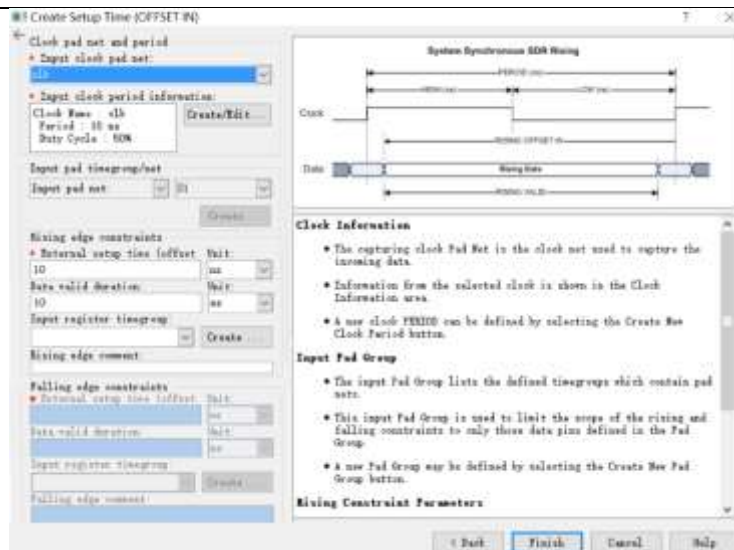 Create Setup Time (OFFSET IN)
Clock pad net and period
* Input clock pad net:
clk
* Input clock period information:
Clock Name : clk
Period : 10 ns
Duty Cycle : 50%
Create/Edit...
Input pad timegroup/net
Input pad net
Create...
Rising edge constraints
* External setup time (offset
Unit:
10
ns
Data valid duration:
Unit:
10
ns
Input register timegroup:
Create...
Rising edge comment:
Falling edge constraints
* External setup time (offset
Unit:
ns
Data valid duration:
Unit:
ns
Input register timegroup:
Create...
Falling edge comment:
System Synchronous SDR Rising
PERIOD
Clock
RISING OFFSET IN
Data
Rising Data
RISING VALID
Clock Information
• The capturing clock Pad Net is the clock net used to capture the
incoming data.
• Information from the selected clock is shown in the Clock
Information area.
• A new clock PERIOD can be defined by selecting the Create New
Clock Period button.
Input Pad Group
• The input Pad Group lists the defined timegroups which contain pad
nets.
• This input Pad Group is used to limit the scope of the rising and
falling constraints to only those data pins defined in the Pad
Group.
• A new Pad Group may be defined by selecting the Create New Pad
Group button.
Rising Constraint Parameters
< Back
Finish
Cancel
Help